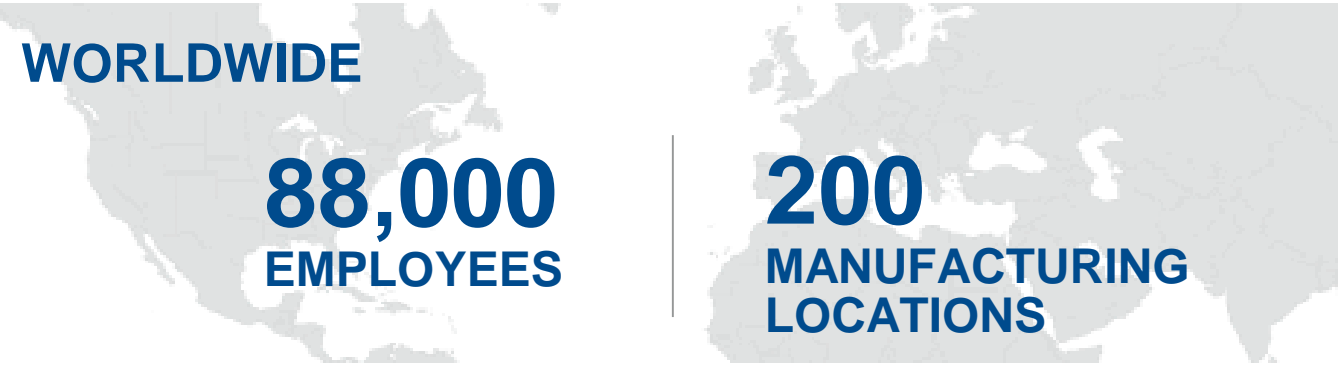 WORLDWIDE
88,000
EMPLOYEES
200
MANUFACTURING
LOCATIONS